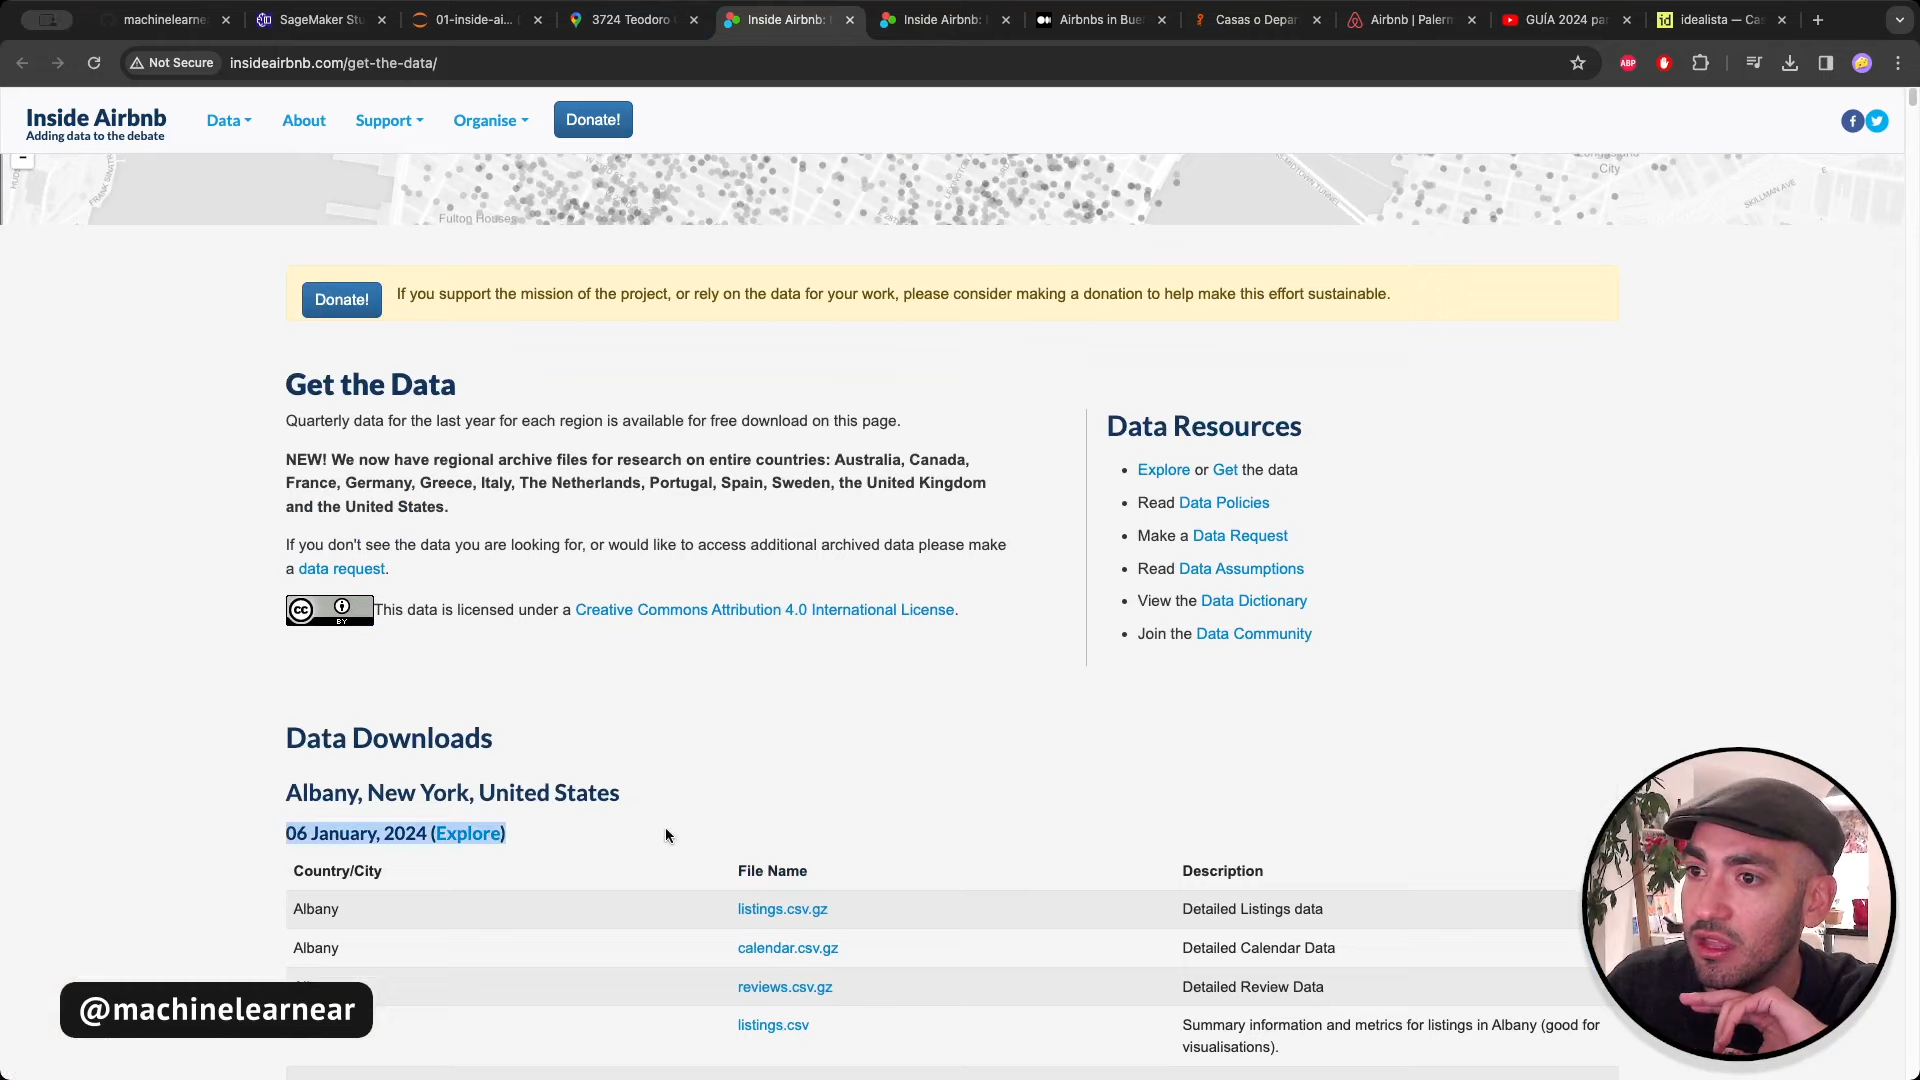 machinelearne
SageMaker Stu
01-inside-ai...
3724 Teodoro
Inside Airbnb:
Inside Airbnb:
Airbnbs in Bue
Casas o Depar
Airbnb | Palerm
GUÍA 2024 par
idealista — Cas
Not Secure
insideairbnb.com/get-the-data/
ABP
Inside Airbnb
Adding data to the debate
Data
About
Support
Organise
Donate!
Fulton Houses
City
SKILLMAN AVE
Donate!
If you support the mission of the project, or rely on the data for your work, please consider making a donation to help make this effort sustainable.
Get the Data
Quarterly data for the last year for each region is available for free download on this page.
NEW! We now have regional archive files for research on entire countries: Australia, Canada,
France, Germany, Greece, Italy, The Netherlands, Portugal, Spain, Sweden, the United Kingdom
and the United States.
If you don't see the data you are looking for, or would like to access additional archived data please make
a data request.
cc BY
This data is licensed under a Creative Commons Attribution 4.0 International License.
Data Resources
• Explore or Get the data
• Read Data Policies
• Make a Data Request
• Read Data Assumptions
• View the Data Dictionary
• Join the Data Community
Data Downloads
Albany, New York, United States
06 January, 2024 (Explore)
Country/City File Name Description
Albany listings.csv.gz Detailed Listings data
Albany calendar.csv.gz Detailed Calendar Data
reviews.csv.gz Detailed Review Data
listings.csv Summary information and metrics for listings in Albany (good for
visualisations).
@machinelearnear